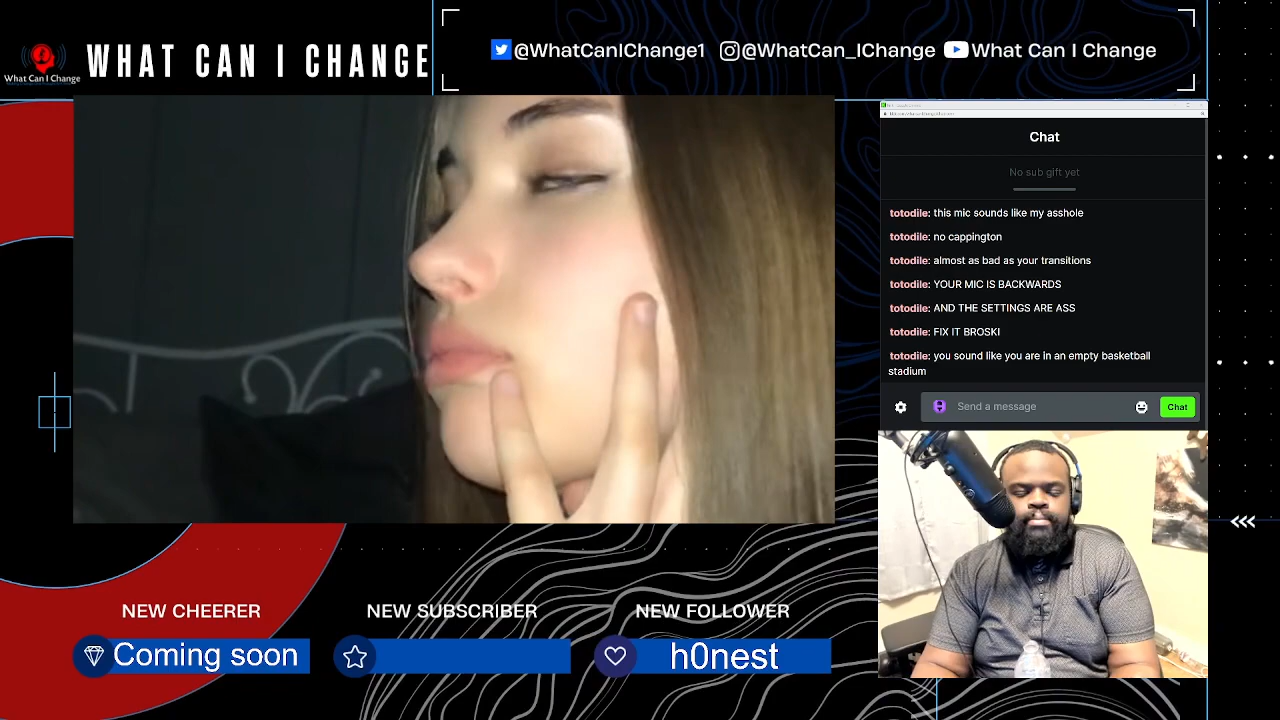 WHAT CAN I CHANGE
What Can I Change
@WhatCanIChange1 @WhatCan_IChange What Can I Change
Chat
No sub gift yet
totodile: this mic sounds like my asshole
totodile: no cappington
totodile: almost as bad as your transitions
totodile: YOUR MIC IS BACKWARDS
totodile: AND THE SETTINGS ARE ASS
totodile: FIX IT BROSKI
totodile: you sound like you are in an empty basketball
stadium
Send a message
Chat
NEW CHEERER
NEW SUBSCRIBER
NEW FOLLOWER
Coming soon
h0nest